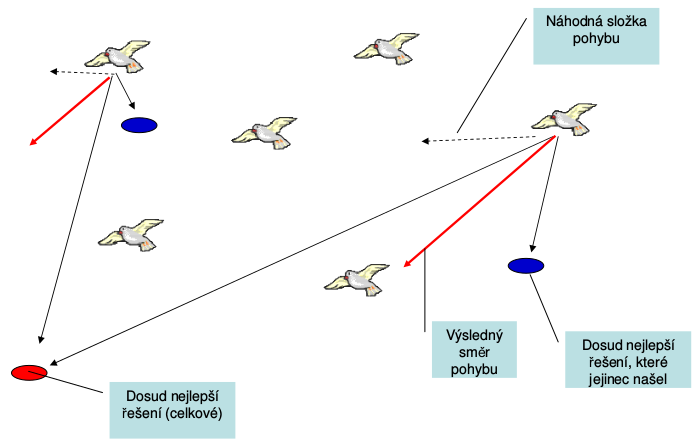 Náhodná složka
pohybu
Výsledný
směr
pohybu
Dosud nejlepší
řešení, které
jejinec našel
Dosud nejlepší
řešení (celkové)